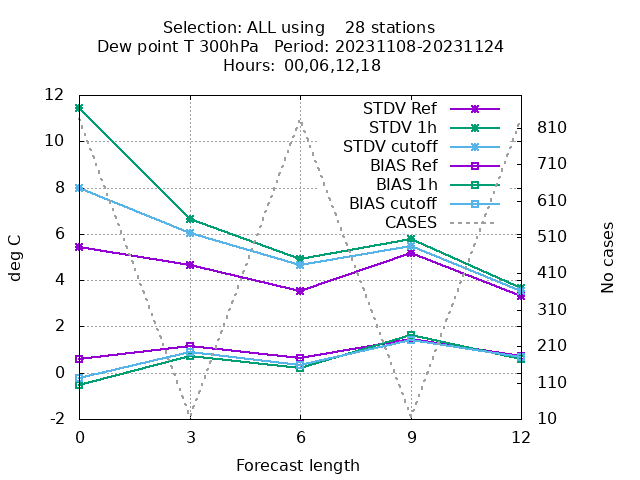 Selection: ALL using    28 stations
Dew point T 300hPa   Period: 20231108-20231124
Hours: 00,06,12,18
STDV Ref
STDV 1h
STDV cutoff
BIAS Ref
BIAS 1h
BIAS cutoff
CASES
12
10
8
6
4
2
0
-2
deg C
810
710
610
510
410
310
210
110
10
No cases
0 3 6 9 12
Forecast length